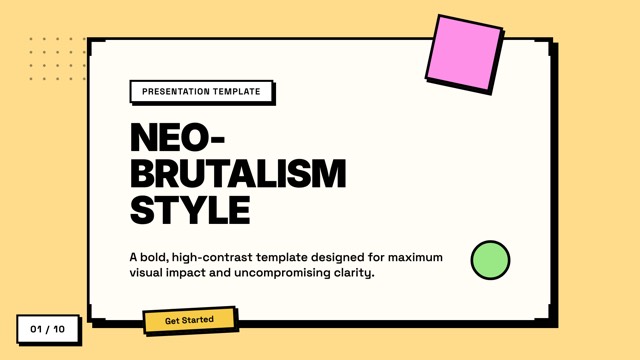 PRESENTATION TEMPLATE
NEO-
BRUTALISM
STYLE
A bold, high-contrast template designed for maximum
visual impact and uncompromising clarity.
Get Started
01 / 10